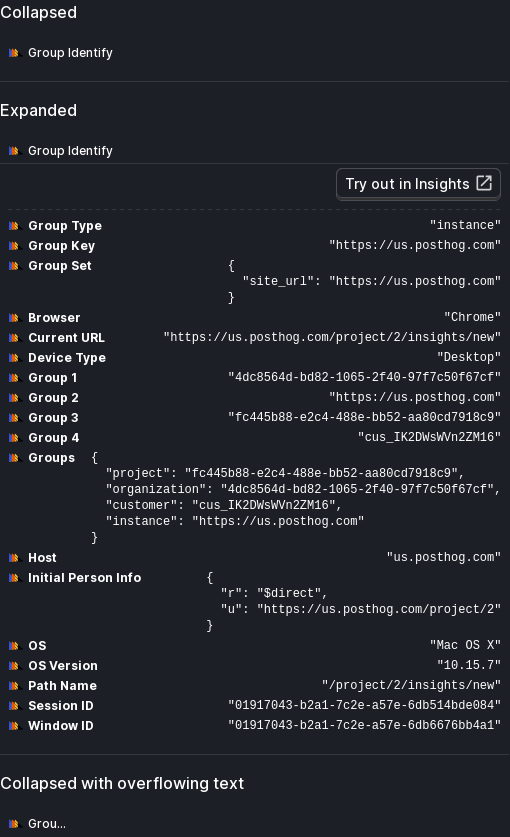 Collapsed
Group Identify
Expanded
Group Identify
Try out in Insights
Group Type "instance"
Group Key "https://us.posthog.com"
Group Set {
"site_url": "https://us.posthog.com"
}
Browser "Chrome"
Current URL "https://us.posthog.com/project/2/insights/new"
Device Type "Desktop"
Group 1 "4dc8564d-bd82-1065-2f40-97f7c50f67cf"
Group 2 "https://us.posthog.com"
Group 3 "fc445b88-e2c4-488e-bb52-aa80cd7918c9"
Group 4 "cus_IK2DWsWVn2ZM16"
Groups {
"project": "fc445b88-e2c4-488e-bb52-aa80cd7918c9",
"organization": "4dc8564d-bd82-1065-2f40-97f7c50f67cf",
"customer": "cus_IK2DWsWVn2ZM16",
"instance": "https://us.posthog.com"
}
Host "us.posthog.com"
Initial Person Info {
"r": "$direct",
"u": "https://us.posthog.com/project/2"
}
OS "Mac OS X"
OS Version "10.15.7"
Path Name "/project/2/insights/new"
Session ID "01917043-b2a1-7c2e-a57e-6db514bde084"
Window ID "01917043-b2a1-7c2e-a57e-6db6676bb4a1"
Collapsed with overflowing text
Grou...